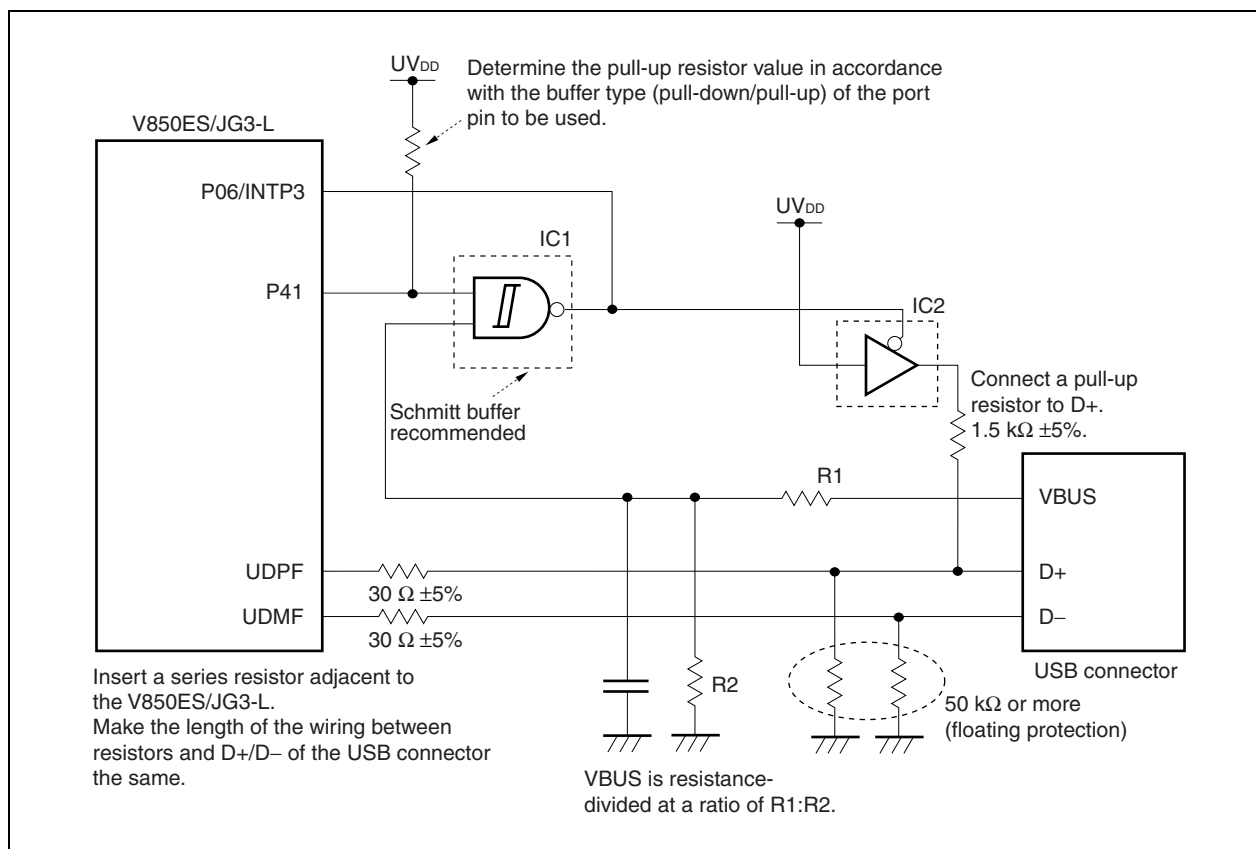 UVDD
Determine the pull-up resistor value in accordance
with the buffer type (pull-down/pull-up) of the port
pin to be used.
V850ES/JG3-L
P06/INTP3
UVDD
IC1
P41
IC2
Schmitt buffer
recommended
Connect a pull-up
resistor to D+.
1.5 kΩ ±5%.
R1
VBUS
UDPF
D+
30 Ω ±5%
UDMF
D−
30 Ω ±5%
USB connector
Insert a series resistor adjacent to
the V850ES/JG3-L.
Make the length of the wiring between
resistors and D+/D− of the USB connector
the same.
R2
50 kΩ or more
(floating protection)
VBUS is resistance-
divided at a ratio of R1:R2.